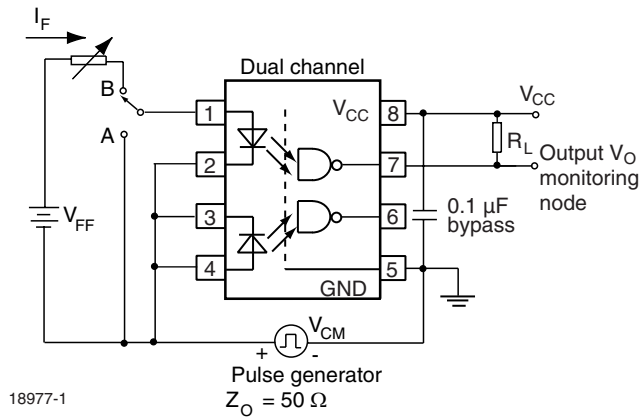 I_F
Dual channel
B
A
1
2
3
4
V_CC
8
7
6
5
GND
V_CC
R_L
Output V_O
monitoring
node
0.1 µF
bypass
V_FF
V_CM
+
-
Pulse generator
Z_O = 50 Ω
18977-1